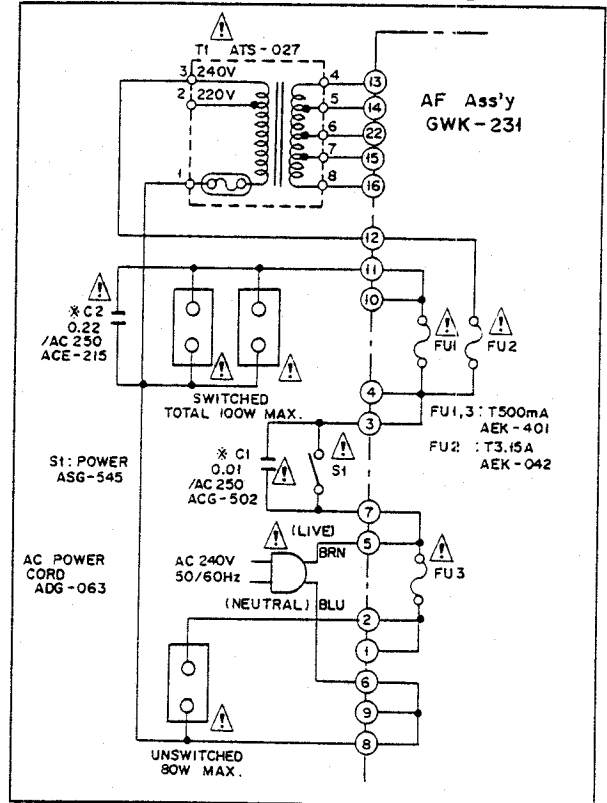 T1 ATS-027
3 240V
2 220V
1
4
5
6
7
8
13
14
22
15
16
AF Ass'y
GWK-231
12
11
10
※C2
0.22
/AC 250
ACE-215
FU1
FU2
4
SWITCHED
TOTAL 100W MAX.
3
FU1,3 : T500mA
AEK-401
FU2 : T3.15A
AEK-042
S1: POWER
ASG-545
※ C1
0.01
/AC 250
ACG-502
S1
7
(LIVE)
BRN
5
AC 240V
50/60Hz
FU3
AC POWER
CORD
ADG-063
(NEUTRAL) BLU
2
1
6
9
8
UNSWITCHED
80W MAX.